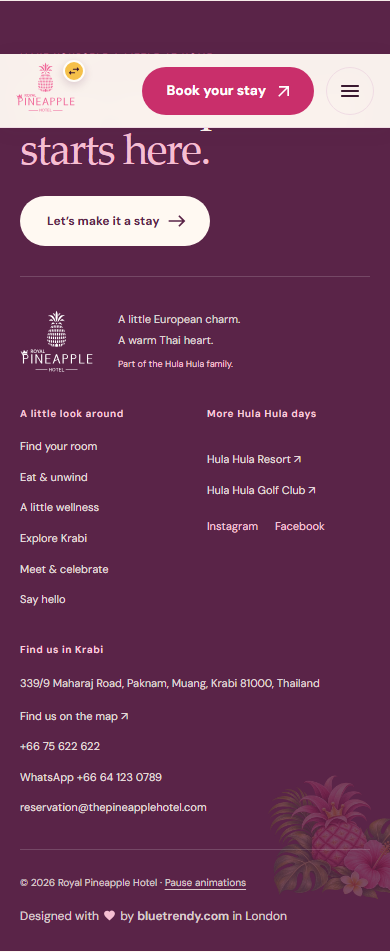 ROYAL
PINEAPPLE
HOTEL
Book your stay
starts here.
Let's make it a stay
ROYAL
PINEAPPLE
HOTEL
A little European charm.
A warm Thai heart.
Part of the Hula Hula family.
A little look around
Find your room
Eat & unwind
A little wellness
Explore Krabi
Meet & celebrate
Say hello
More Hula Hula days
Hula Hula Resort
Hula Hula Golf Club
Instagram Facebook
Find us in Krabi
339/9 Maharaj Road, Paknam, Muang, Krabi 81000, Thailand
Find us on the map
+66 75 622 622
WhatsApp +66 64 123 0789
reservation@thepineapplehotel.com
© 2026 Royal Pineapple Hotel · Pause animations
Designed with ♥ by bluetrendy.com in London